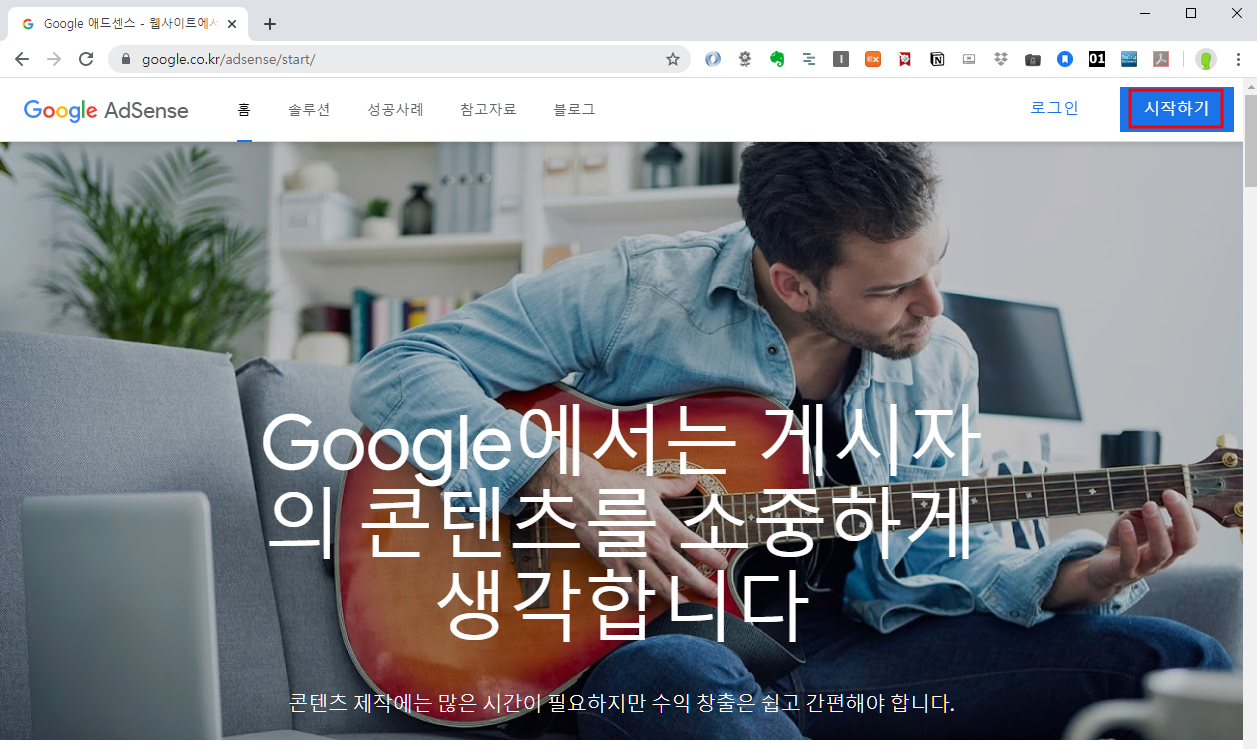 Google 애드센스 - 웹사이트에서
google.co.kr/adsense/start/
EX
N
01
Google AdSense
홈
솔루션
성공사례
참고자료
블로그
로그인
시작하기
Google에서는 게시자
의 콘텐츠를 소중하게
생각합니다
콘텐츠 제작에는 많은 시간이 필요하지만 수익 창출은 쉽고 간편해야 합니다.